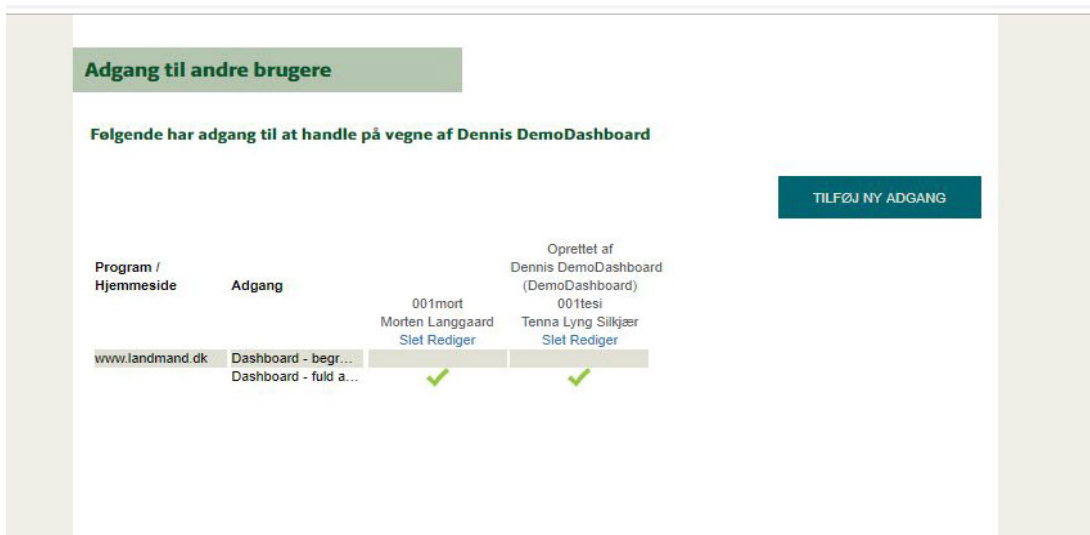 Adgang til andre brugere
Følgende har adgang til at handle på vegne af Dennis DemoDashboard
TILFØJ NY ADGANG
Program /
Hjemmeside
Adgang
001mort
Morten Langgaard
Slet Rediger
Oprettet af
Dennis DemoDashboard
(DemoDashboard)
001tesi
Tenna Lyng Silkjær
Slet Rediger
www.landmand.dk Dashboard - begr...
Dashboard - fuld a...